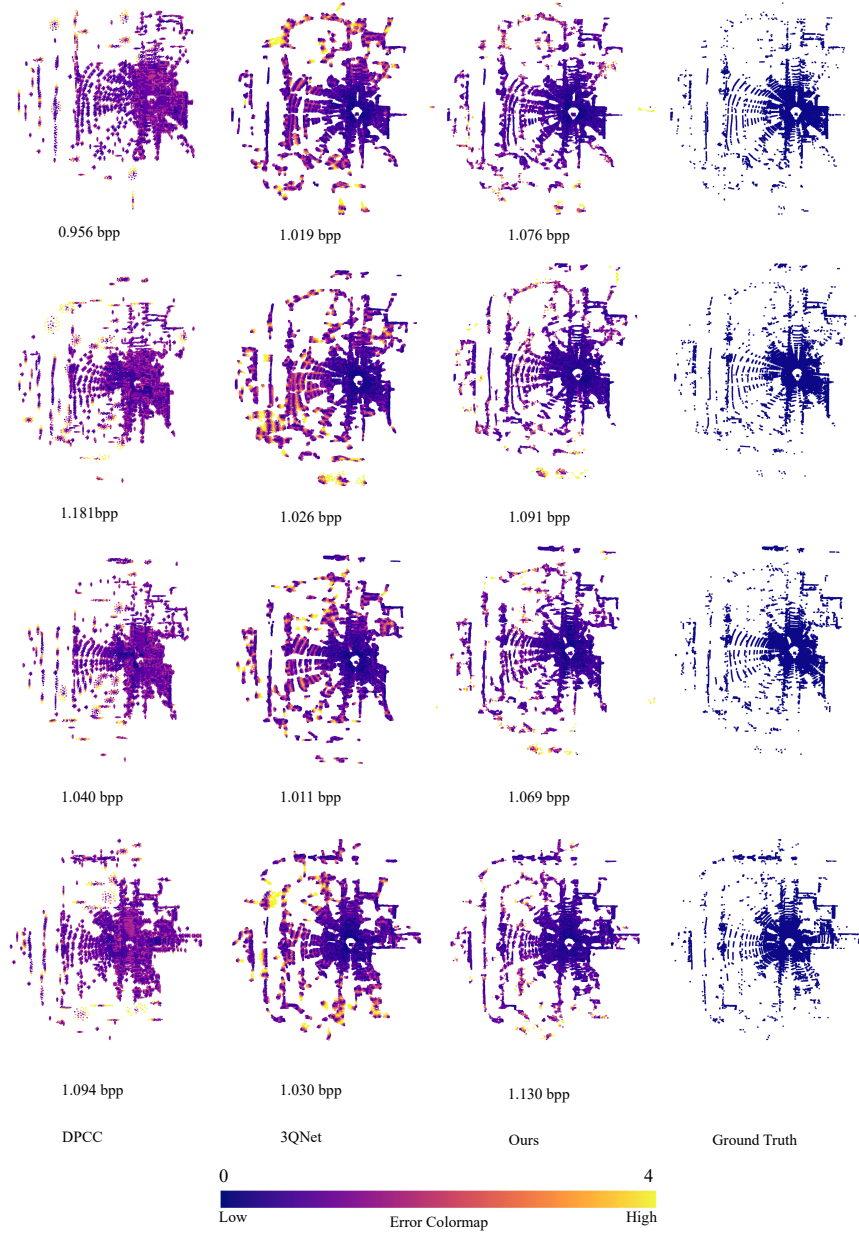 0.956 bpp 1.019 bpp 1.076 bpp
1.181bpp 1.026 bpp 1.091 bpp
1.040 bpp 1.011 bpp 1.069 bpp
1.094 bpp 1.030 bpp 1.130 bpp
DPCC 3QNet Ours Ground Truth
0 4
Low Error Colormap High